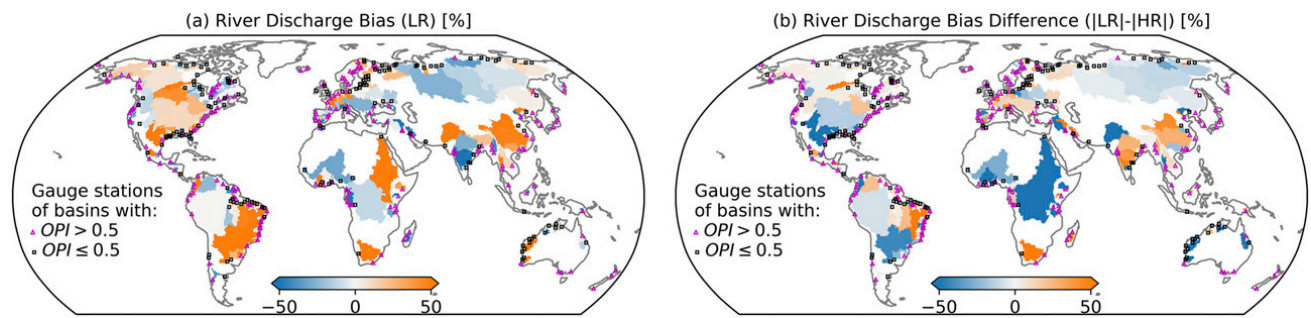 (a) River Discharge Bias (LR) [%]
Gauge stations
of basins with:
OPI > 0.5
OPI ≤ 0.5
−50 0 50
(b) River Discharge Bias Difference (|LR|-|HR|) [%]
Gauge stations
of basins with:
OPI > 0.5
OPI ≤ 0.5
−50 0 50